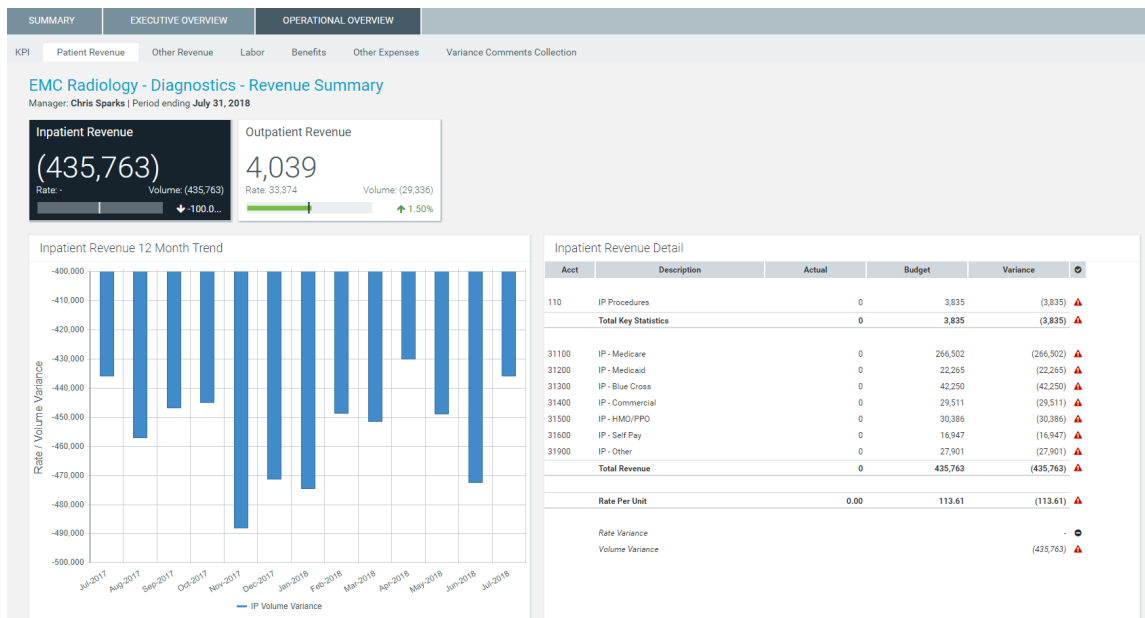 SUMMARY EXECUTIVE OVERVIEW OPERATIONAL OVERVIEW
KPI Patient Revenue Other Revenue Labor Benefits Other Expenses Variance Comments Collection
EMC Radiology - Diagnostics - Revenue Summary
Manager: Chris Sparks | Period ending July 31, 2018
Inpatient Revenue
(435,763)
Rate: - Volume: (435,763)
-100.0...
Outpatient Revenue
4,039
Rate: 33,374 Volume: (29,336)
1.50%
Inpatient Revenue 12 Month Trend
Rate / Volume Variance
-400,000
-410,000
-420,000
-430,000
-440,000
-450,000
-460,000
-470,000
-480,000
-490,000
-500,000
Jul-2017 Aug-2017 Sep-2017 Oct-2017 Nov-2017 Dec-2017 Jan-2018 Feb-2018 Mar-2018 Apr-2018 May-2018 Jun-2018 Jul-2018
IP Volume Variance
Inpatient Revenue Detail
Acct Description Actual Budget Variance
110 IP Procedures 0 3,835 (3,835)
Total Key Statistics 0 3,835 (3,835)
31100 IP - Medicare 0 266,502 (266,502)
31200 IP - Medicaid 0 22,265 (22,265)
31300 IP - Blue Cross 0 42,250 (42,250)
31400 IP - Commercial 0 29,511 (29,511)
31500 IP - HMO/PPO 0 30,386 (30,386)
31600 IP - Self Pay 0 16,947 (16,947)
31900 IP - Other 0 27,901 (27,901)
Total Revenue 0 435,763 (435,763)
Rate Per Unit 0.00 113.61 (113.61)
Rate Variance -
Volume Variance (435,763)